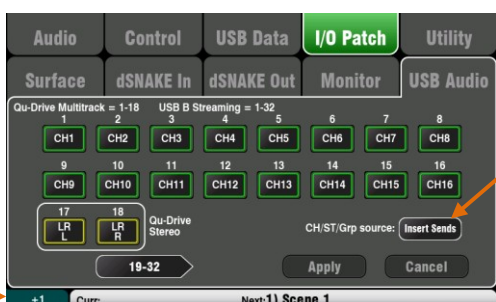 Audio Control USB Data I/O Patch Utility
Surface dSNAKE In dSNAKE Out Monitor USB Audio
Qu-Drive Multitrack = 1-18 USB B Streaming = 1-32
1 2 3 4 5 6 7 8
CH1 CH2 CH3 CH4 CH5 CH6 CH7 CH8
9 10 11 12 13 14 15 16
CH9 CH10 CH11 CH12 CH13 CH14 CH15 CH16
17 18
LR L LR R Qu-Drive Stereo CH/ST/Grp source: Insert Sends
19-32 Apply Cancel
+1 Curr: Next:1) Scene 1